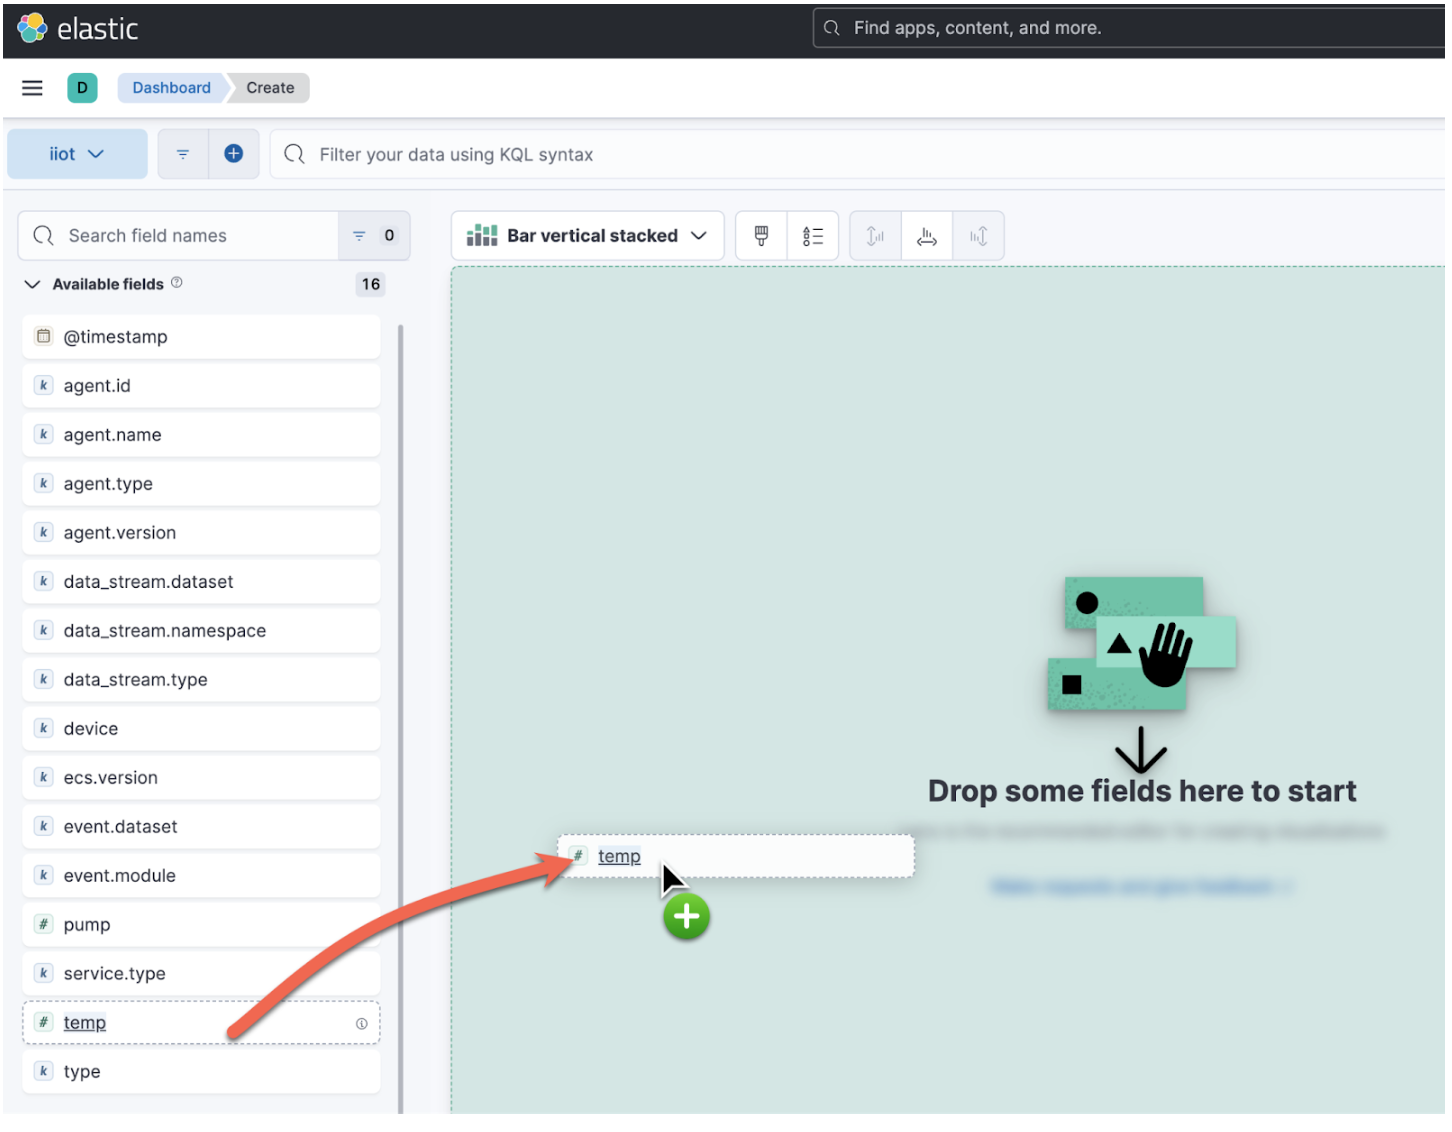 elastic
Find apps, content, and more.
D
Dashboard
Create
iiot
Filter your data using KQL syntax
Search field names
0
Bar vertical stacked
Available fields
16
@timestamp
k agent.id
k agent.name
k agent.type
k agent.version
k data_stream.dataset
k data_stream.namespace
k data_stream.type
k device
k ecs.version
k event.dataset
k event.module
# pump
k service.type
# temp
k type
Drop some fields here to start
# temp